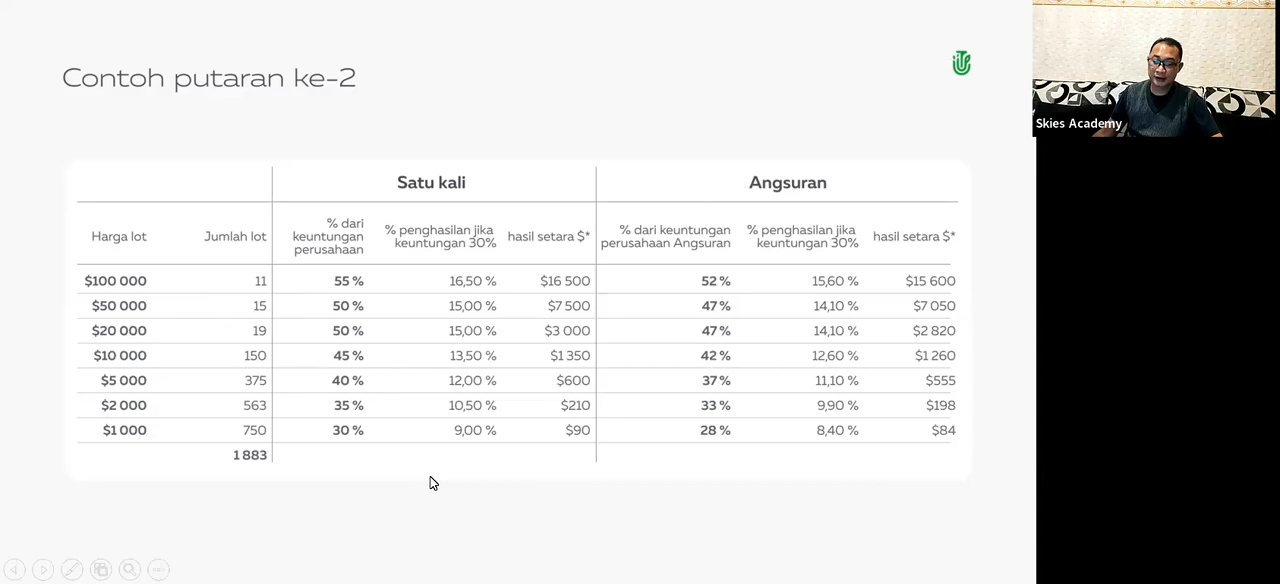 Contoh putaran ke-2
Skies Academy
Satu kali Angsuran
Harga lot Jumlah lot % dari keuntungan perusahaan % penghasilan jika keuntungan 30% hasil setara $* % dari keuntungan perusahaan Angsuran % penghasilan jika keuntungan 30% hasil setara $*
$100 000 11 55 % 16,50 % $16 500 52 % 15,60 % $15 600
$50 000 15 50 % 15,00 % $7 500 47 % 14,10 % $7 050
$20 000 19 50 % 15,00 % $3 000 47 % 14,10 % $2 820
$10 000 150 45 % 13,50 % $1 350 42 % 12,60 % $1 260
$5 000 375 40 % 12,00 % $600 37 % 11,10 % $555
$2 000 563 35 % 10,50 % $210 33 % 9,90 % $198
$1 000 750 30 % 9,00 % $90 28 % 8,40 % $84
1 883